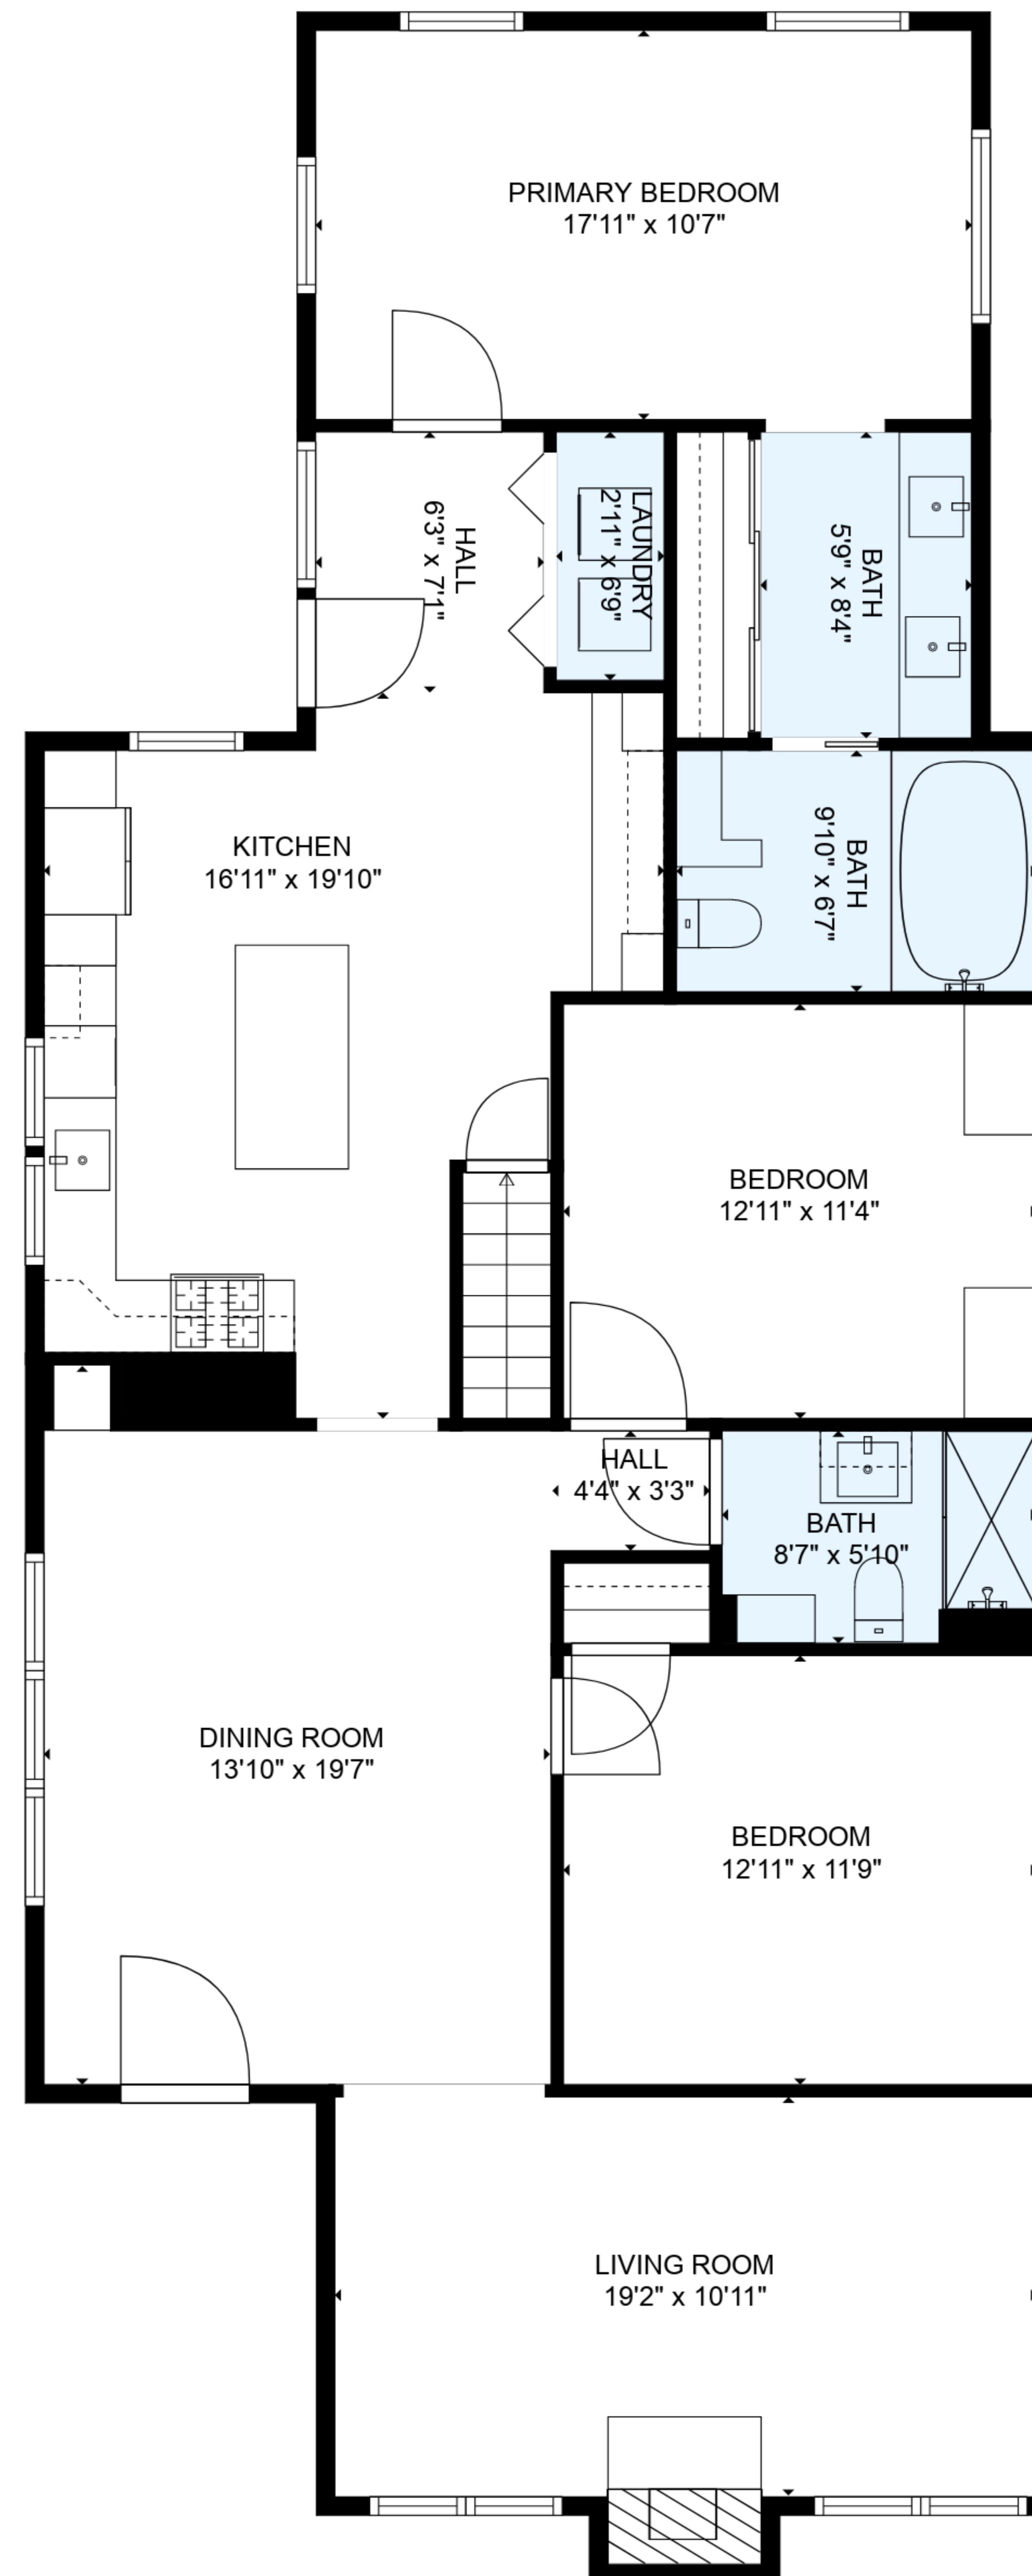 PRIMARY BEDROOM
17'11" x 10'7"
HALL
6'3" x 7'1"
LAUNDRY
2'11" x 6'9"
BATH
5'9" x 8'4"
KITCHEN
16'11" x 19'10"
BATH
9'10" x 6'7"
BEDROOM
12'11" x 11'4"
HALL
4'4" x 3'3"
BATH
8'7" x 5'10"
DINING ROOM
13'10" x 19'7"
BEDROOM
12'11" x 11'9"
LIVING ROOM
19'2" x 10'11"